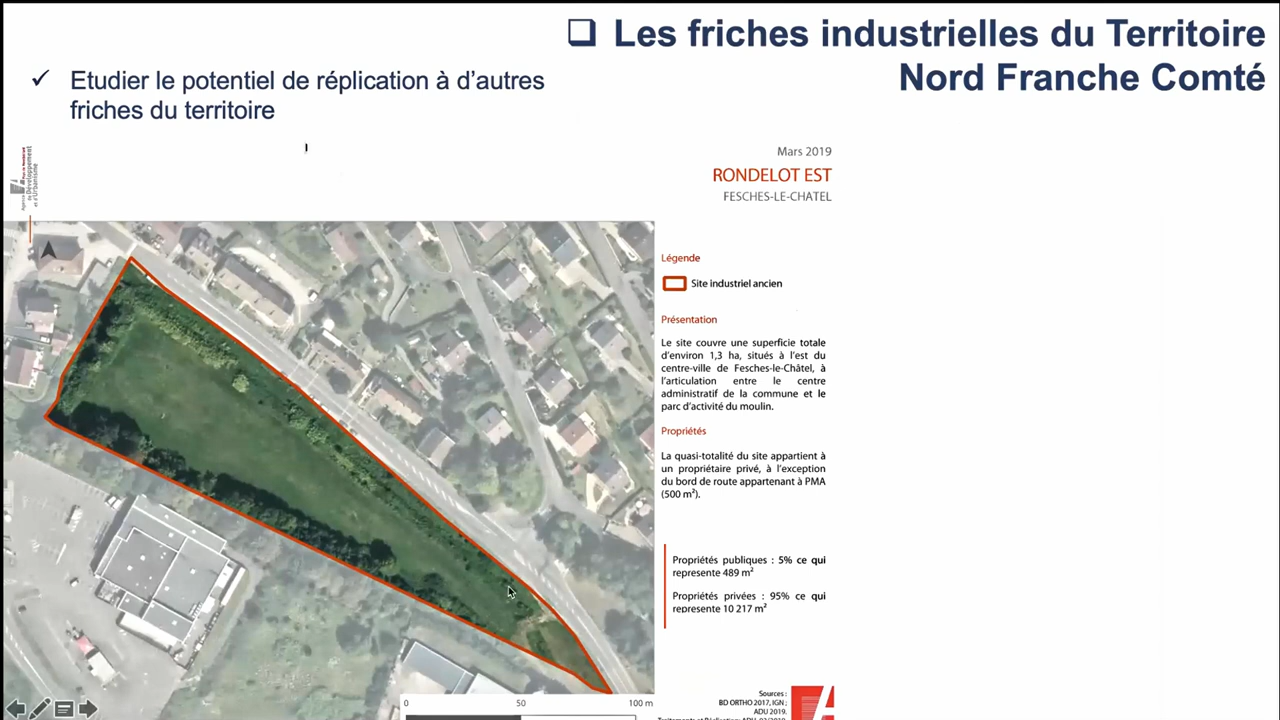 ❑ Les friches industrielles du Territoire
Nord Franche Comté
✓ Etudier le potentiel de réplication à d'autres
friches du territoire
Mars 2019
RONDELOT EST
FESCHES-LE-CHATEL
Légende
Site industriel ancien
Présentation
Le site couvre une superficie totale
d'environ 1,3 ha, situés à l'est du
centre-ville de Fesches-le-Châtel, à
l'articulation entre le centre
administratif de la commune et le
parc d'activité du moulin.
Propriétés
La quasi-totalité du site appartient à
un propriétaire privé, à l'exception
du bord de route appartenant à PMA
(500 m²).
Propriétés publiques : 5% ce qui
represente 489 m²
Propriétés privées : 95% ce qui
represente 10 217 m²
0 50 100 m
Sources :
BD ORTHO 2017, IGN ;
ADU 2019.
Agence
de Développement
et d'Urbanisme